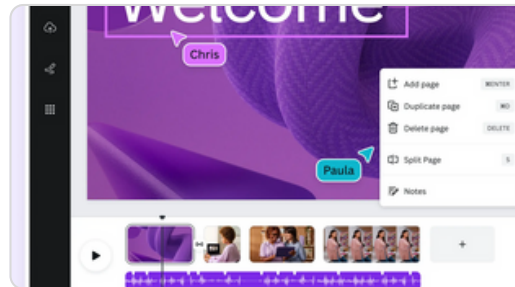 Welcome
Chris
Add page ⌘ENTER
Duplicate page ⌘D
Delete page DELETE
Paula
Split Page S
Notes